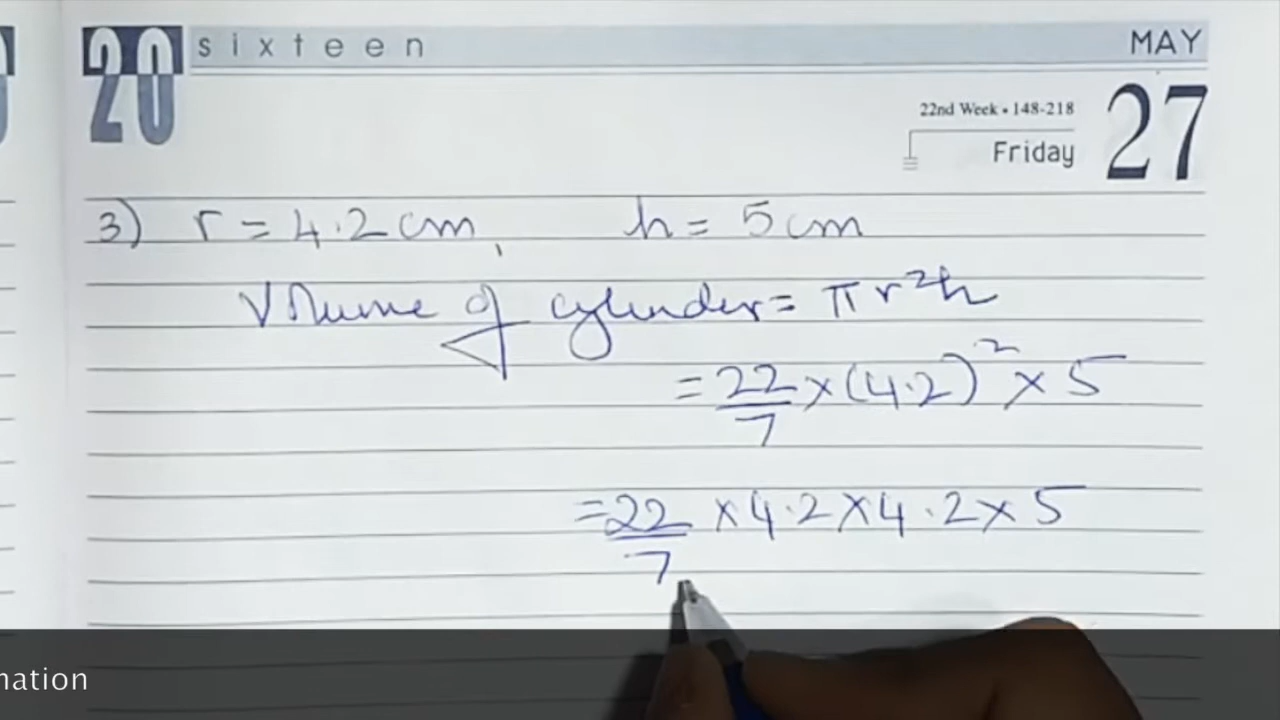 20 sixteen MAY
22nd Week • 148-218 27
Friday
3) r = 4.2 cm, h = 5 cm
Volume of cylinder = πr²h
= 22/7 × (4.2)² × 5
= 22/7 × 4.2 × 4.2 × 5
nation